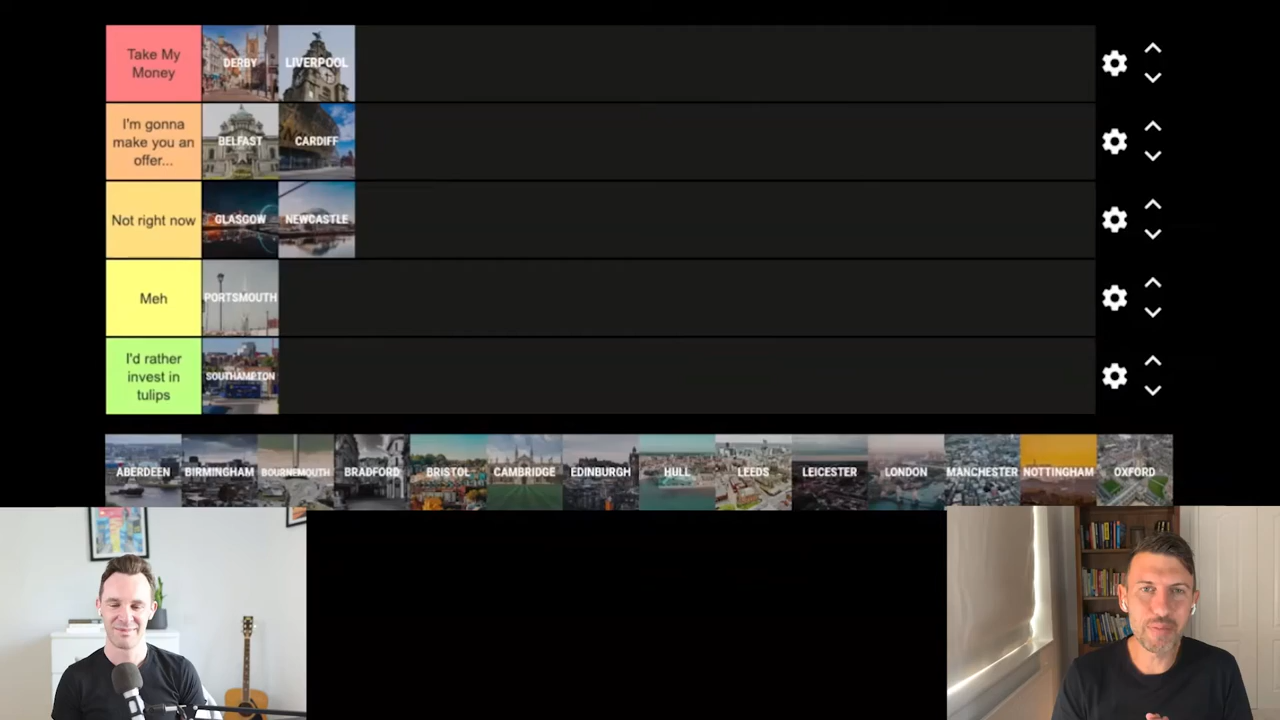 Take My
Money
DERBY
LIVERPOOL
I'm gonna
make you an
offer...
BELFAST
CARDIFF
Not right now
GLASGOW
NEWCASTLE
Meh
PORTSMOUTH
I'd rather
invest in
tulips
SOUTHAMPTON
ABERDEEN
BIRMINGHAM
BOURNEMOUTH
BRADFORD
BRISTOL
CAMBRIDGE
EDINBURGH
HULL
LEEDS
LEICESTER
LONDON
MANCHESTER
NOTTINGHAM
OXFORD